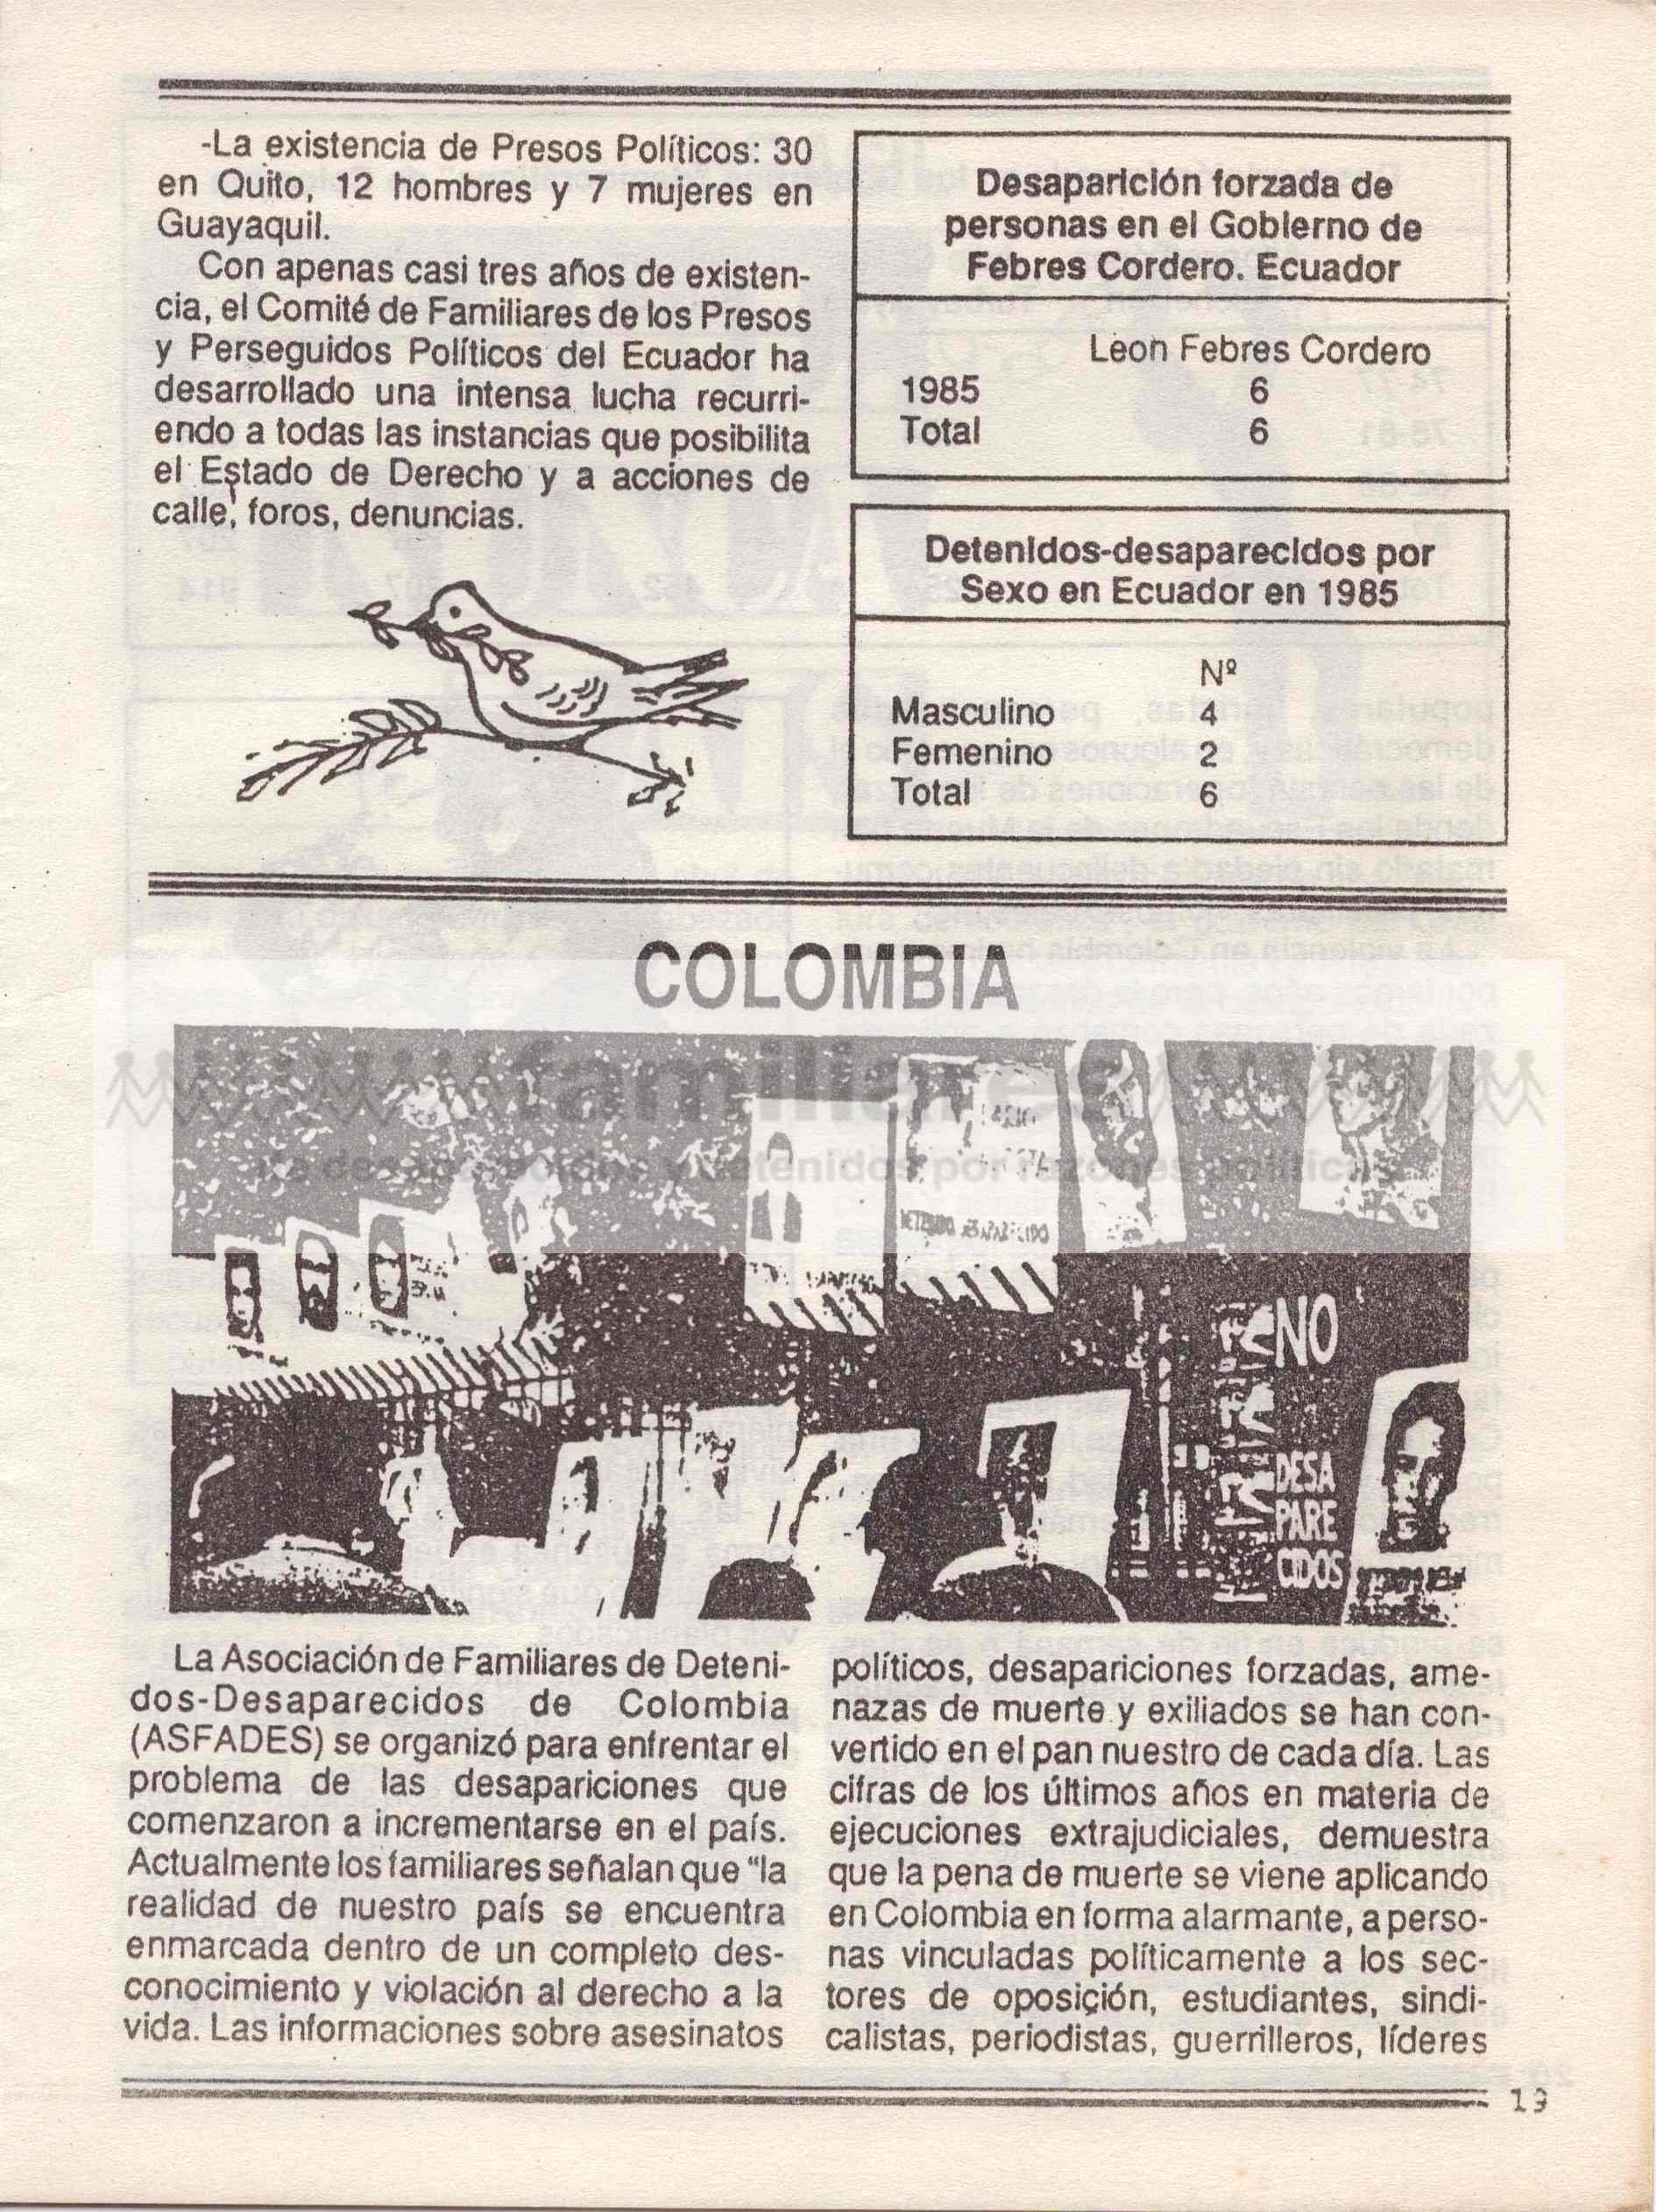 -La existencia de Presos Políticos: 30
en Quito, 12 hombres y 7 mujeres en
Guayaquil.
Con apenas casi tres años de existen-
cia, el Comité de Familiares de los Presos
y Perseguidos Políticos del Ecuador ha
desarrollado una intensa lucha recurri-
endo a todas las instancias que posibilita
el Estado de Derecho y a acciones de
calle, foros, denuncias.
Desaparición forzada de
personas en el Gobierno de
Febres Cordero. Ecuador
Leon Febres Cordero
1985 6
Total 6
Detenidos-desaparecidos por
Sexo en Ecuador en 1985
Nº
Masculino 4
Femenino 2
Total 6
COLOMBIA
familiares
de desaparecidos y detenidos por razones políticas
DETENIDO DESAPARECIDO
NO
DESA
PARE
CIDOS
La Asociación de Familiares de Deteni-
dos-Desaparecidos de Colombia
(ASFADES) se organizó para enfrentar el
problema de las desapariciones que
comenzaron a incrementarse en el país.
Actualmente los familiares señalan que "la
realidad de nuestro país se encuentra
enmarcada dentro de un completo des-
conocimiento y violación al derecho a la
vida. Las informaciones sobre asesinatos
políticos, desapariciones forzadas, ame-
nazas de muerte y exiliados se han con-
vertido en el pan nuestro de cada día. Las
cifras de los últimos años en materia de
ejecuciones extrajudiciales, demuestra
que la pena de muerte se viene aplicando
en Colombia en forma alarmante, a perso-
nas vinculadas políticamente a los sec-
tores de oposición, estudiantes, sindi-
calistas, periodistas, guerrilleros, líderes
19